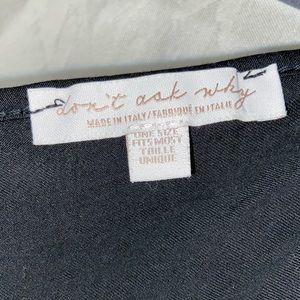 don't ask why
MADE IN ITALY/FABRIQUÉ EN ITALIE
ONE SIZE
FITS MOST
TAILLE
UNIQUE